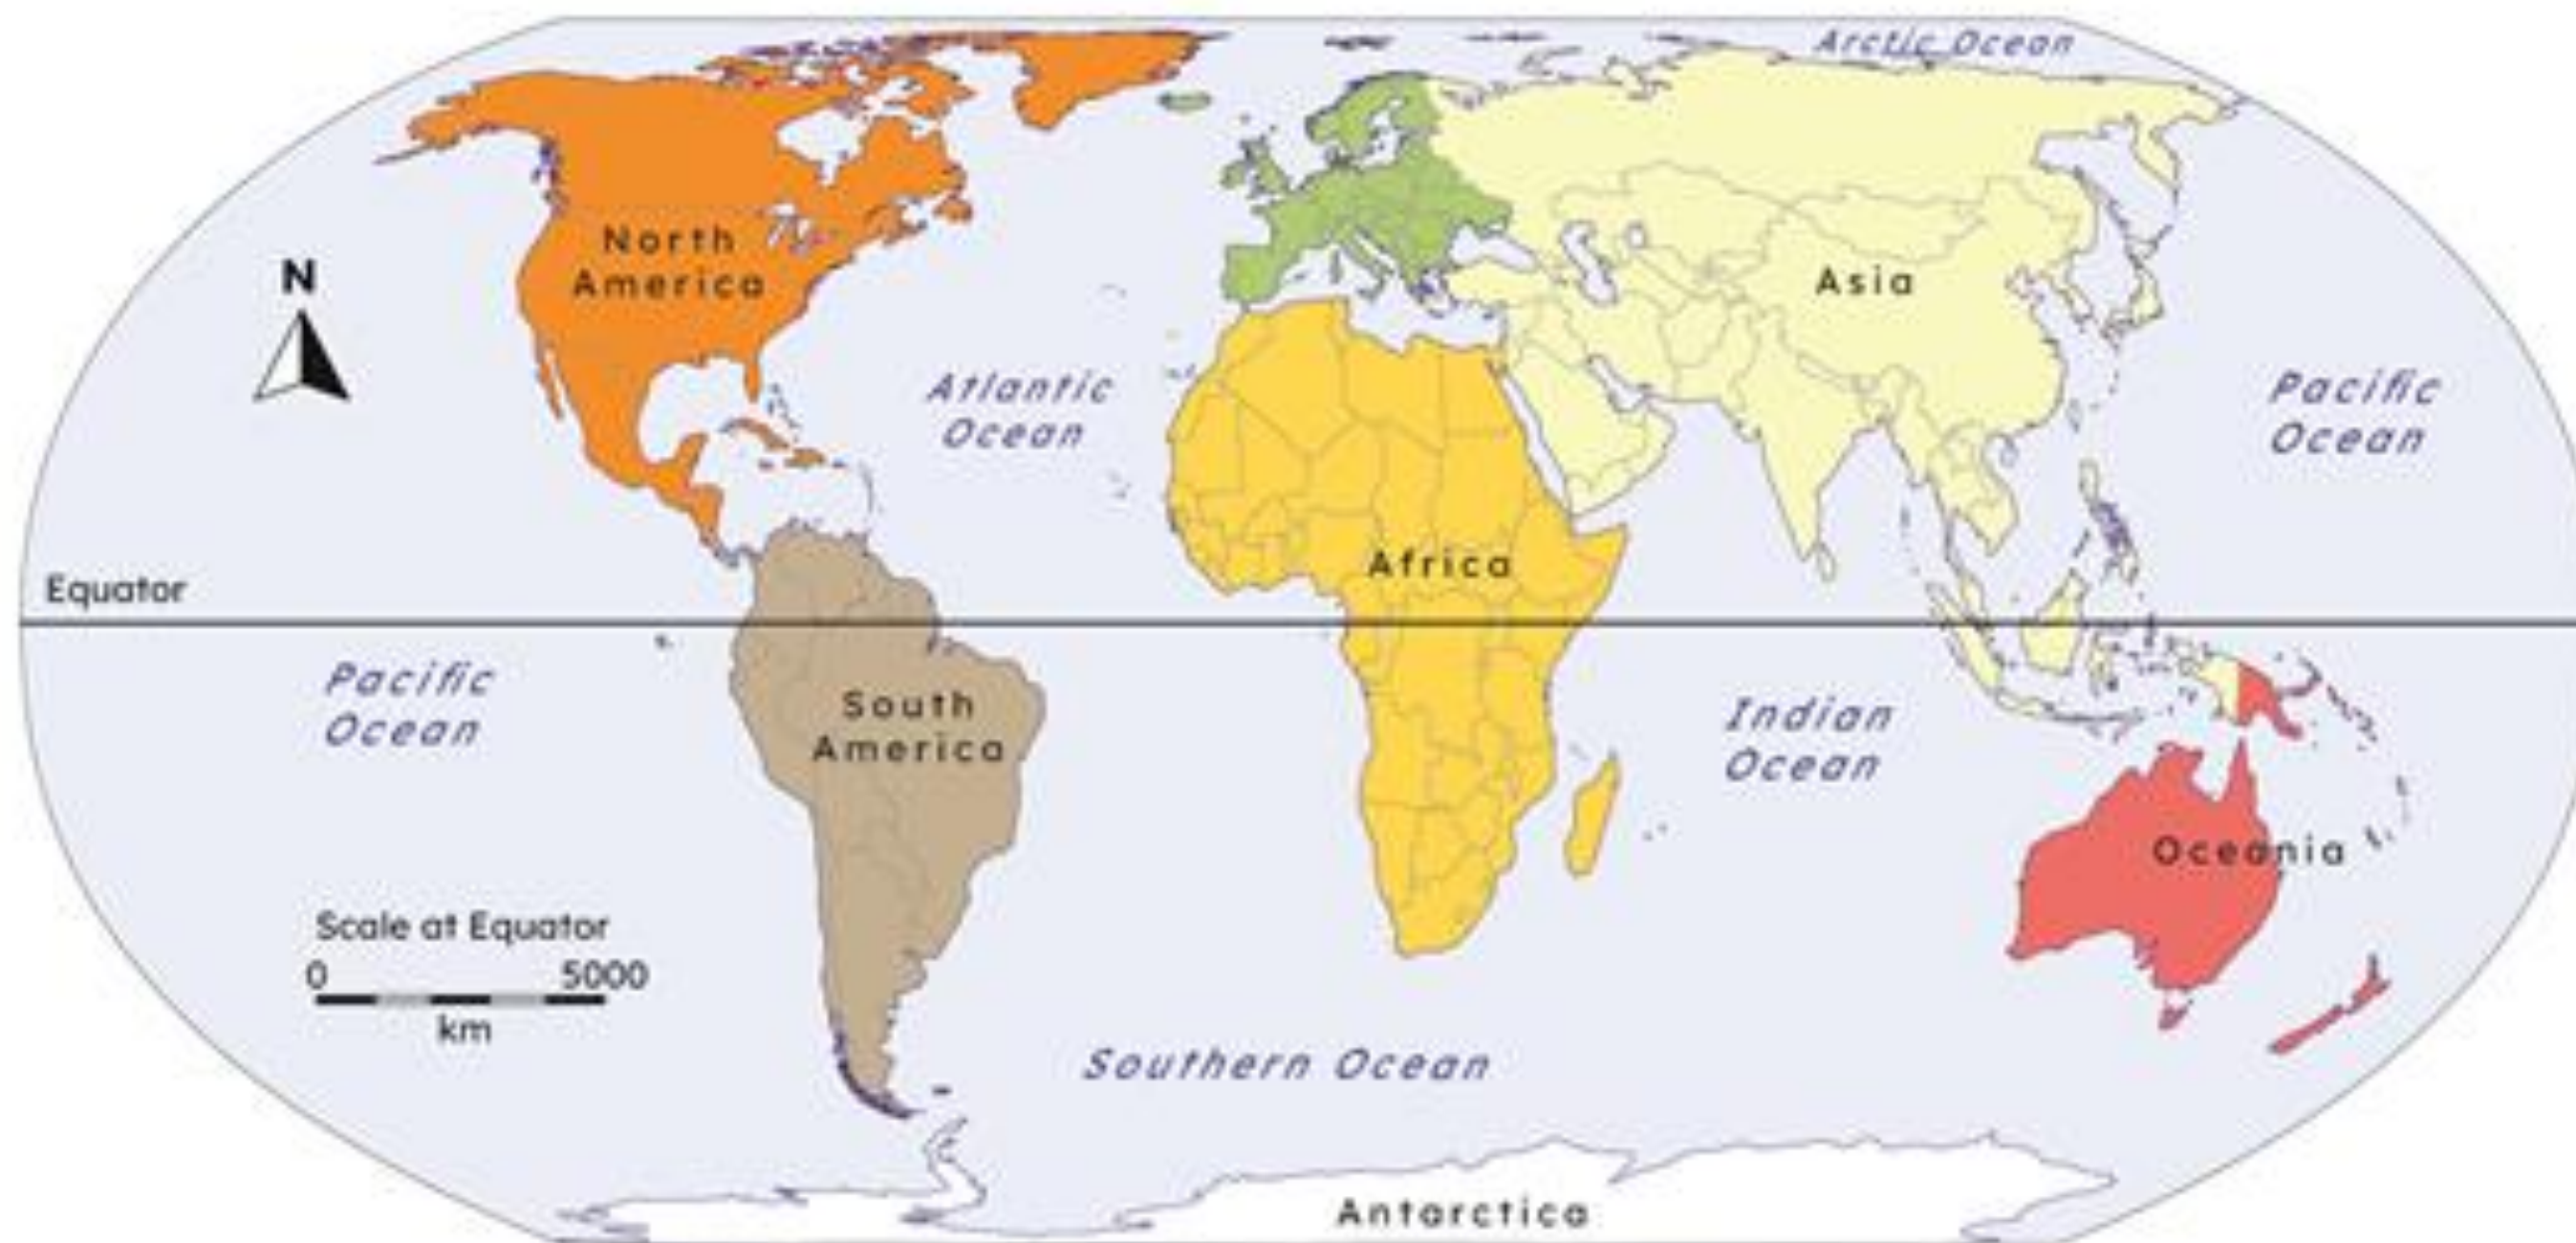 Arctic Ocean
North
America
N
Asia
Atlantic
Ocean
Pacific
Ocean
Africa
Equator
Pacific
Ocean
South
America
Indian
Ocean
Oceania
Scale at Equator
0 5000
km
Southern Ocean
Antarctica